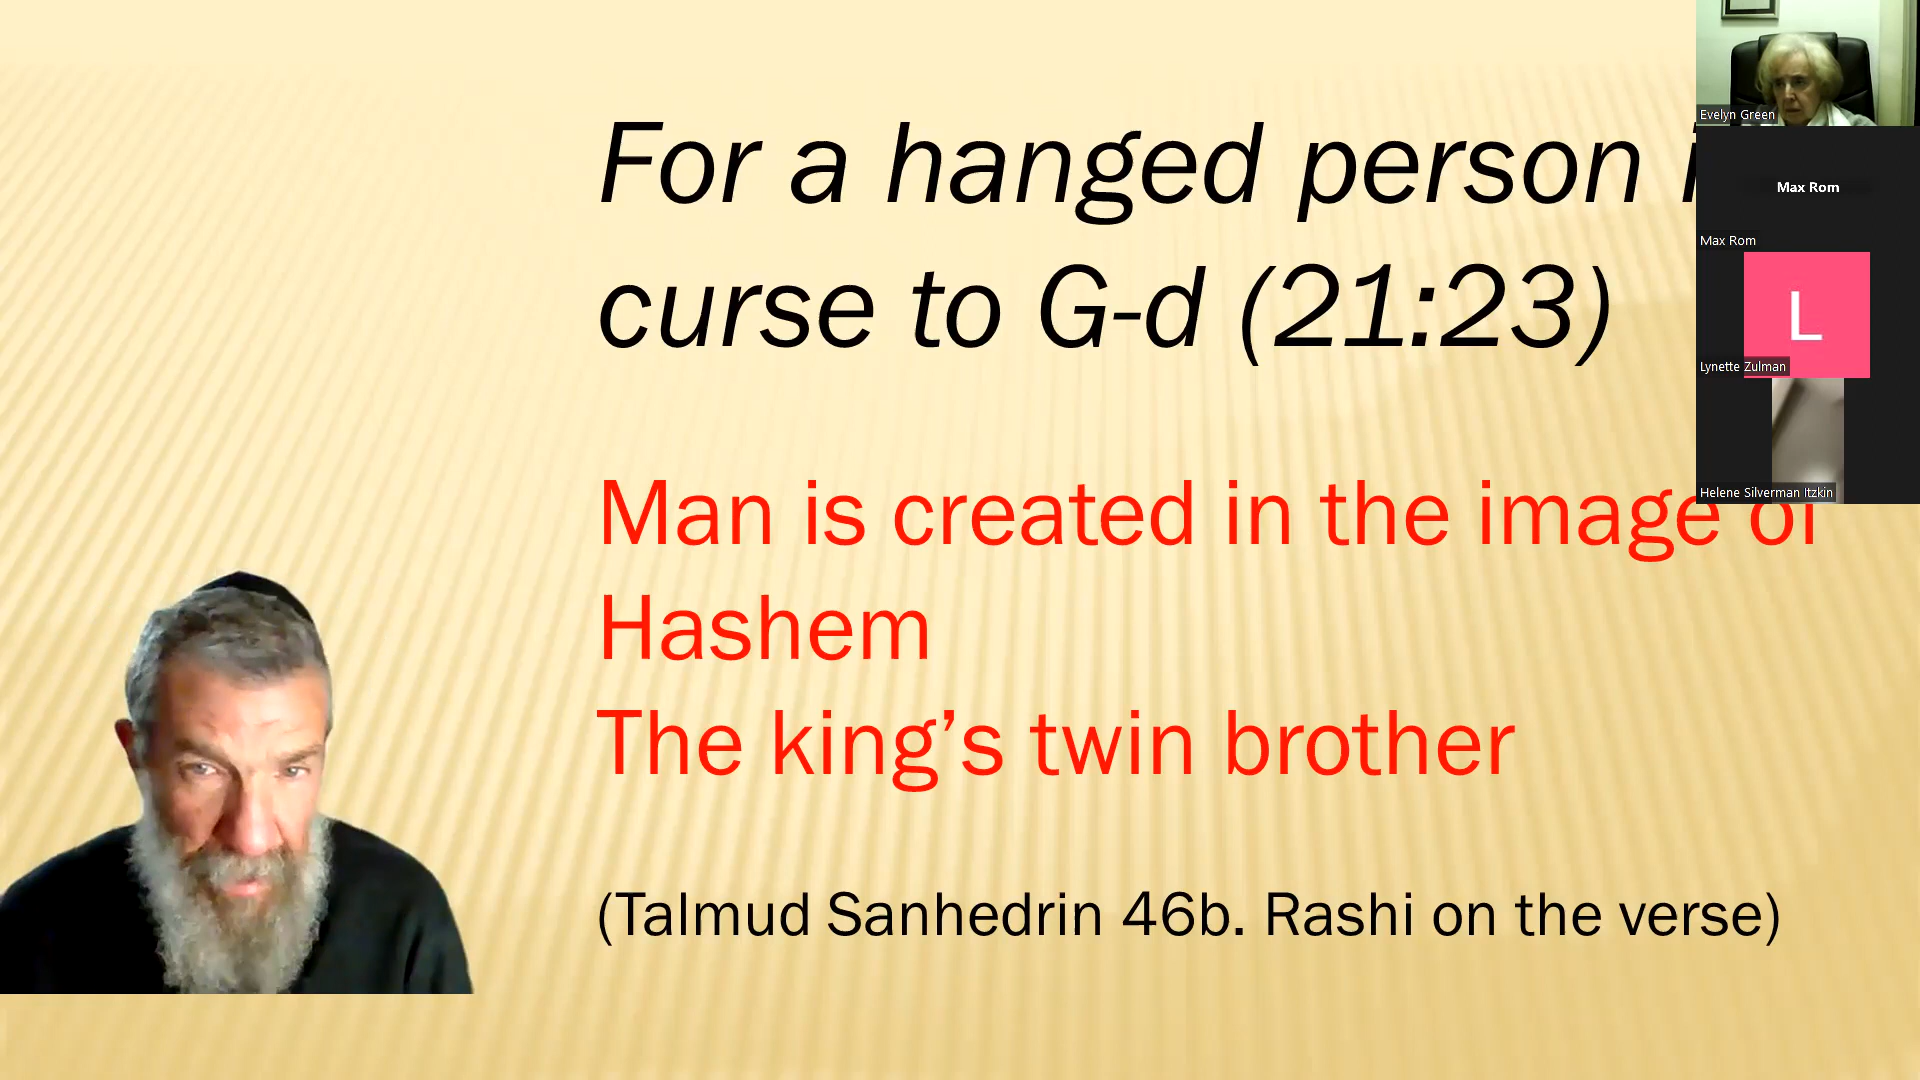 For a hanged person
curse to G-d (21:23)
Man is created in the image of
Hashem
The king’s twin brother
(Talmud Sanhedrin 46b. Rashi on the verse)
Evelyn Green
Max Rom
Max Rom
L
Lynette Zulman
Helene Silverman Itzkin